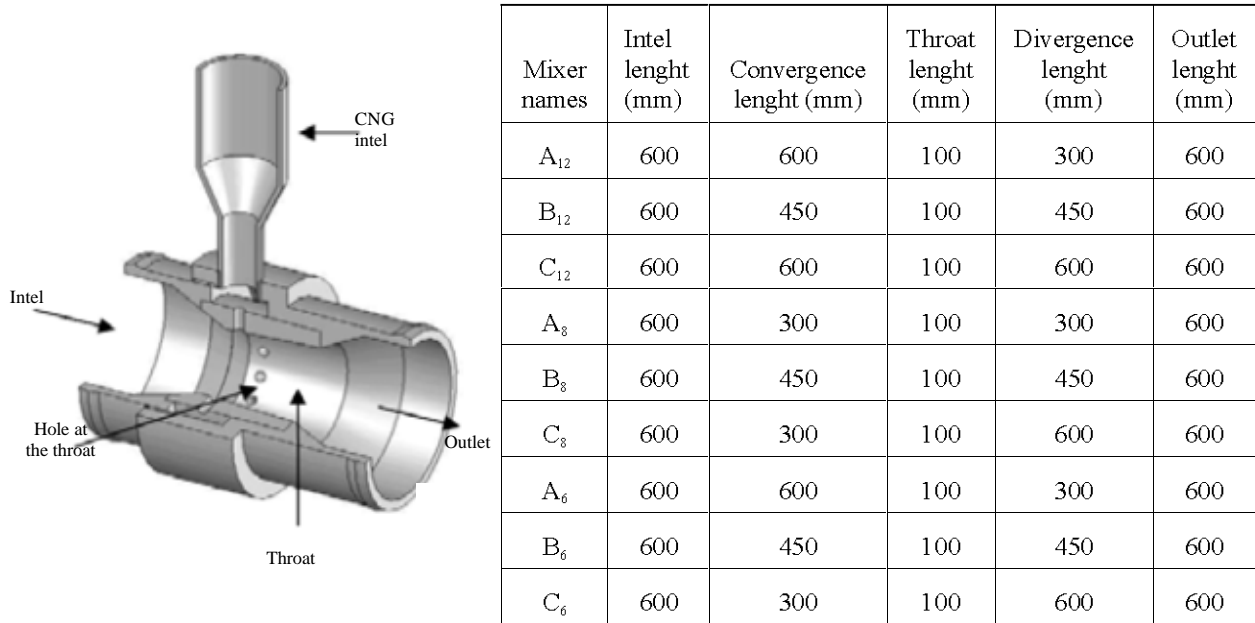 CNG
intel
Intel
Hole at
the throat
Outlet
Throat
Mixer names | Intel lenght (mm) | Convergence lenght (mm) | Throat lenght (mm) | Divergence lenght (mm) | Outlet lenght (mm)
A₁₂ 600 600 100 300 600
B₁₂ 600 450 100 450 600
C₁₂ 600 600 100 600 600
A₈ 600 300 100 300 600
B₈ 600 450 100 450 600
C₈ 600 300 100 600 600
A₆ 600 600 100 300 600
B₆ 600 450 100 450 600
C₆ 600 300 100 600 600